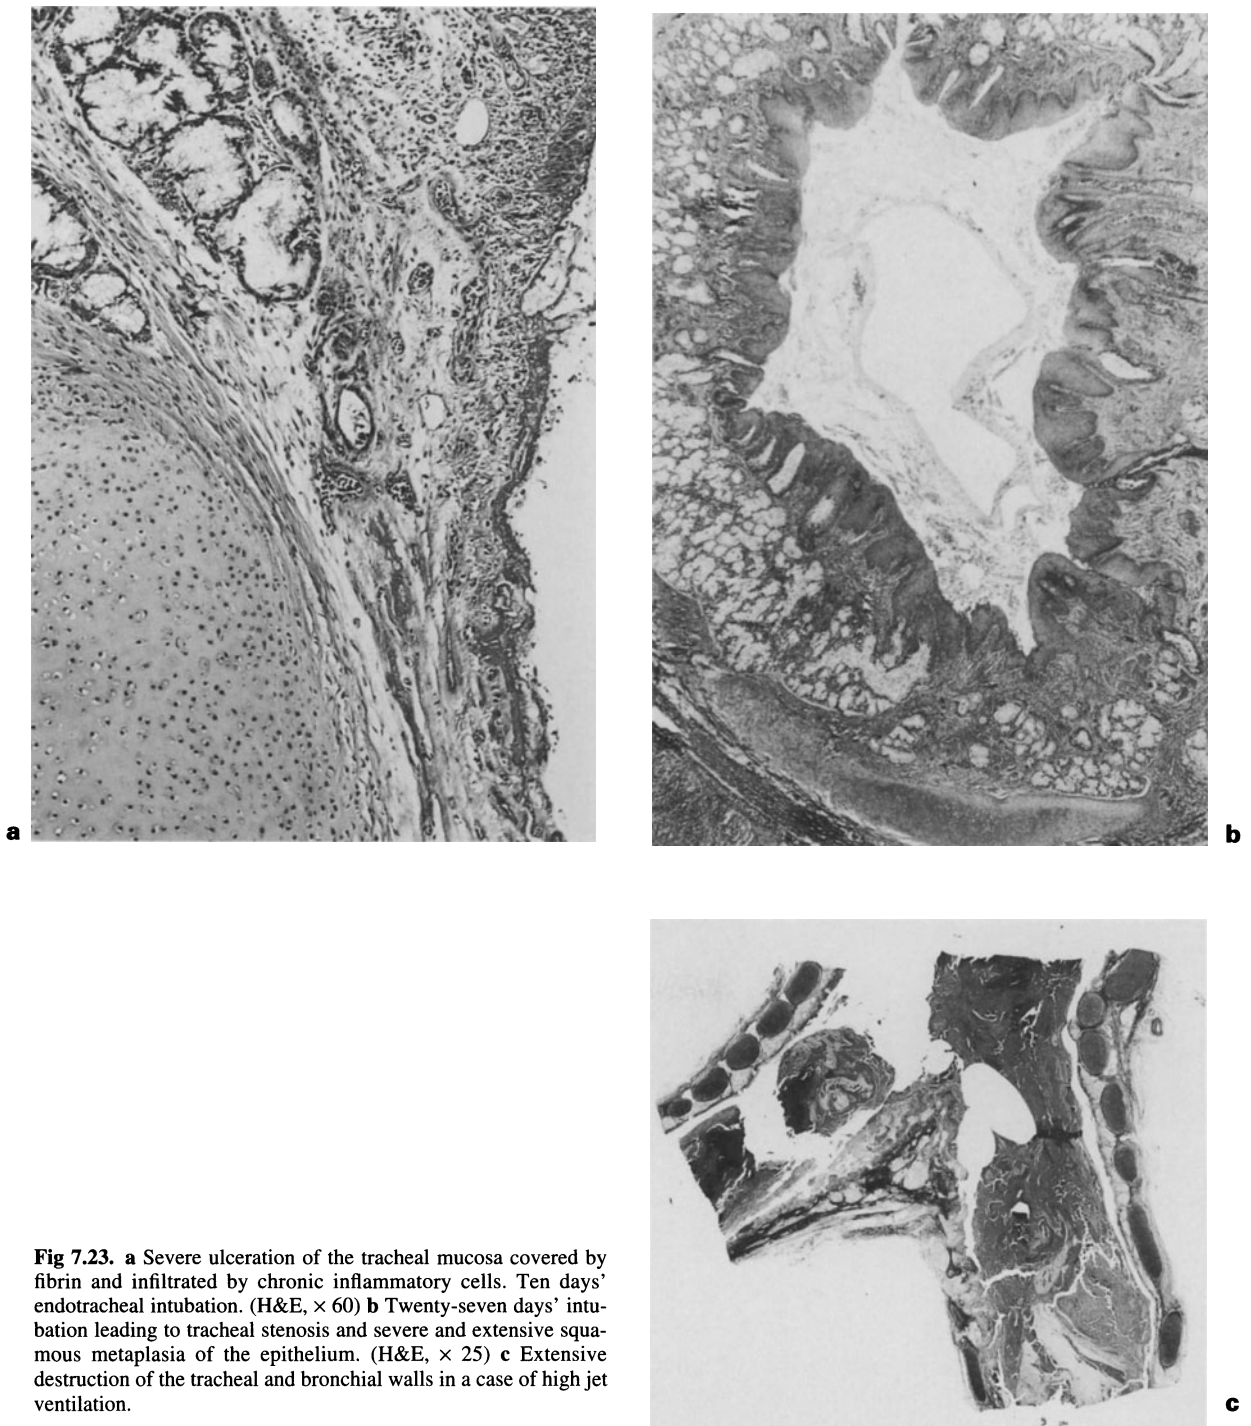 a
b
c
Fig 7.23. a Severe ulceration of the tracheal mucosa covered by
fibrin and infiltrated by chronic inflammatory cells. Ten days’
endotracheal intubation. (H&E, × 60) b Twenty-seven days’ intu-
bation leading to tracheal stenosis and severe and extensive squa-
mous metaplasia of the epithelium. (H&E, × 25) c Extensive
destruction of the tracheal and bronchial walls in a case of high jet
ventilation.